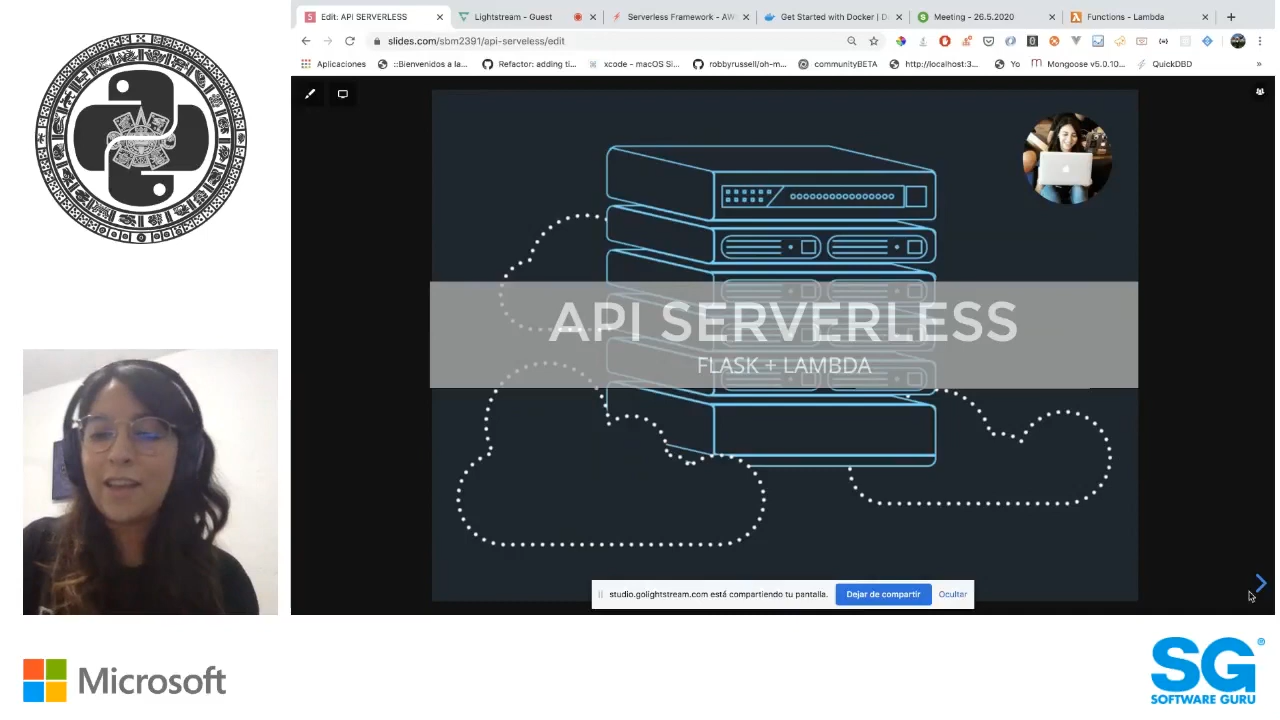 Edit: API SERVERLESS
Lightstream - Guest
Serverless Framework - AW
Get Started with Docker | D
Meeting - 26.5.2020
Functions - Lambda
slides.com/sbm2391/api-serveless/edit
Aplicaciones
::Bienvenidos a la...
Refactor: adding ti...
xcode - macOS Si...
robbyrussell/oh-m...
communityBETA
http://localhost:3...
Yo
Mongoose v5.0.10...
QuickDBD
»
API SERVERLESS
FLASK + LAMBDA
studio.golightstream.com está compartiendo tu pantalla.
Dejar de compartir
Ocultar
Microsoft
SG®
SOFTWARE GURU